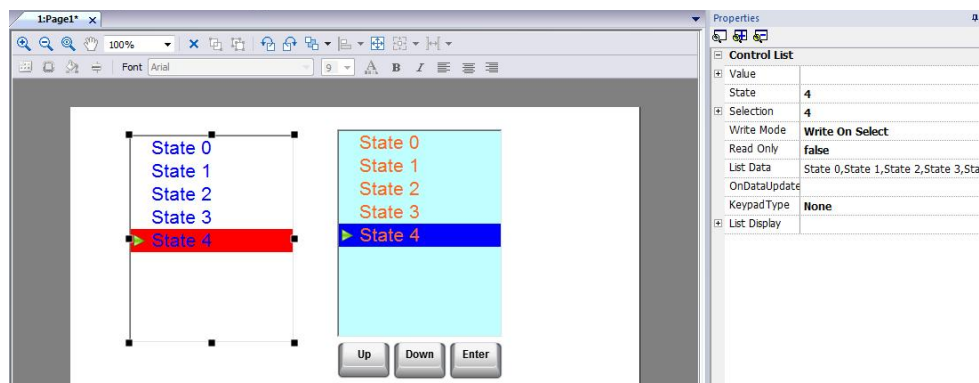 1:Page1* x
100%
Font Arial 9 A B I
State 0
State 1
State 2
State 3
State 4
State 0
State 1
State 2
State 3
State 4
Up Down Enter
Properties
Control List
Value
State 4
Selection 4
Write Mode Write On Select
Read Only false
List Data State 0,State 1,State 2,State 3,Sta
OnDataUpdate
KeypadType None
List Display